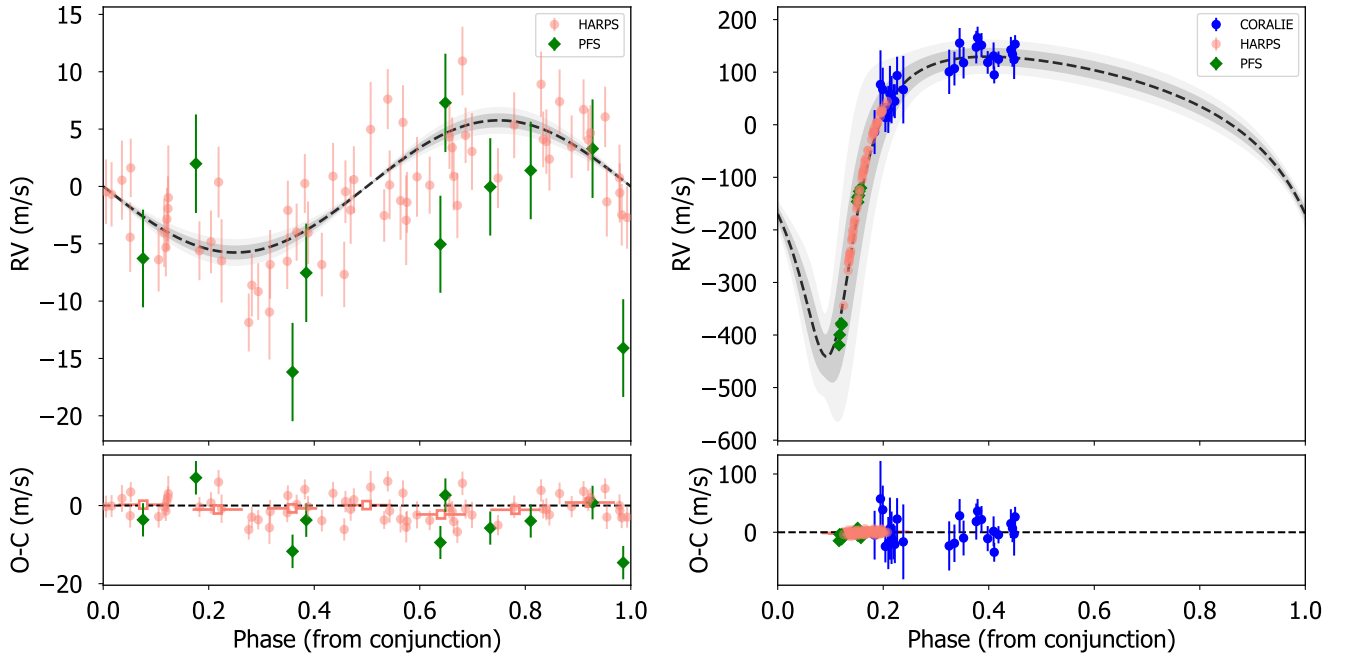 15
10
5
0
−5
−10
−15
−20
RV (m/s)
HARPS
PFS
0
−20
O-C (m/s)
0.0 0.2 0.4 0.6 0.8 1.0
Phase (from conjunction)
200
100
0
−100
−200
−300
−400
−500
−600
RV (m/s)
CORALIE
HARPS
PFS
100
0
O-C (m/s)
0.0 0.2 0.4 0.6 0.8 1.0
Phase (from conjunction)